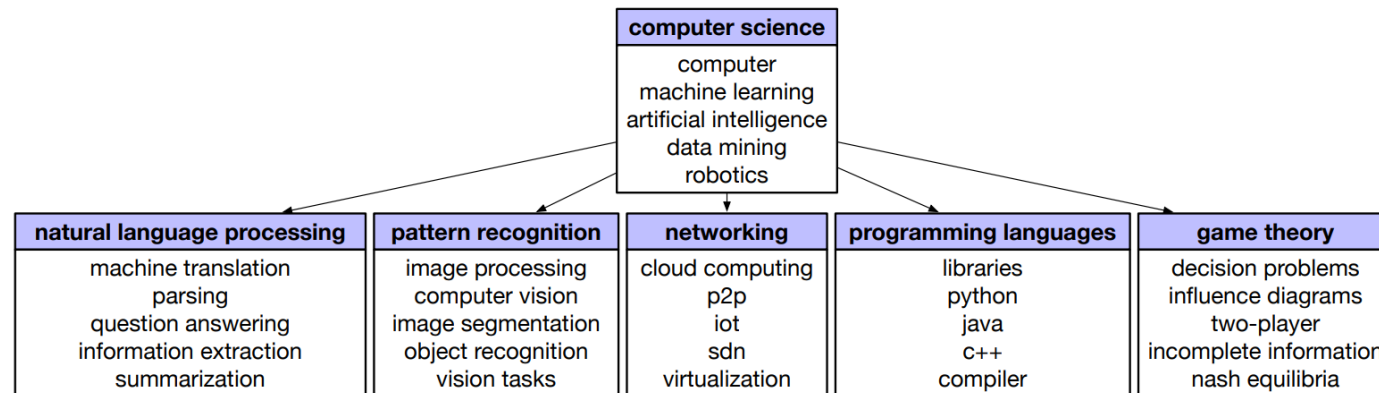 computer science
computer
machine learning
artificial intelligence
data mining
robotics
natural language processing
machine translation
parsing
question answering
information extraction
summarization
pattern recognition
image processing
computer vision
image segmentation
object recognition
vision tasks
networking
cloud computing
p2p
iot
sdn
virtualization
programming languages
libraries
python
java
c++
compiler
game theory
decision problems
influence diagrams
two-player
incomplete information
nash equilibria